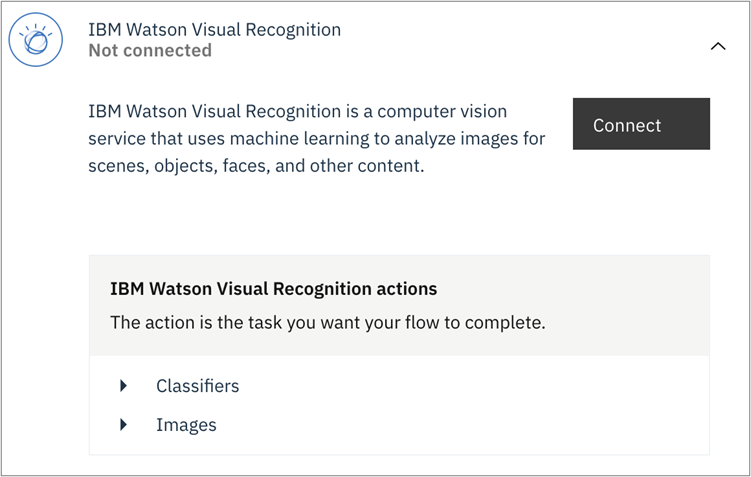 IBM Watson Visual Recognition
Not connected
IBM Watson Visual Recognition is a computer vision
service that uses machine learning to analyze images for
scenes, objects, faces, and other content.
Connect
IBM Watson Visual Recognition actions
The action is the task you want your flow to complete.
Classifiers
Images